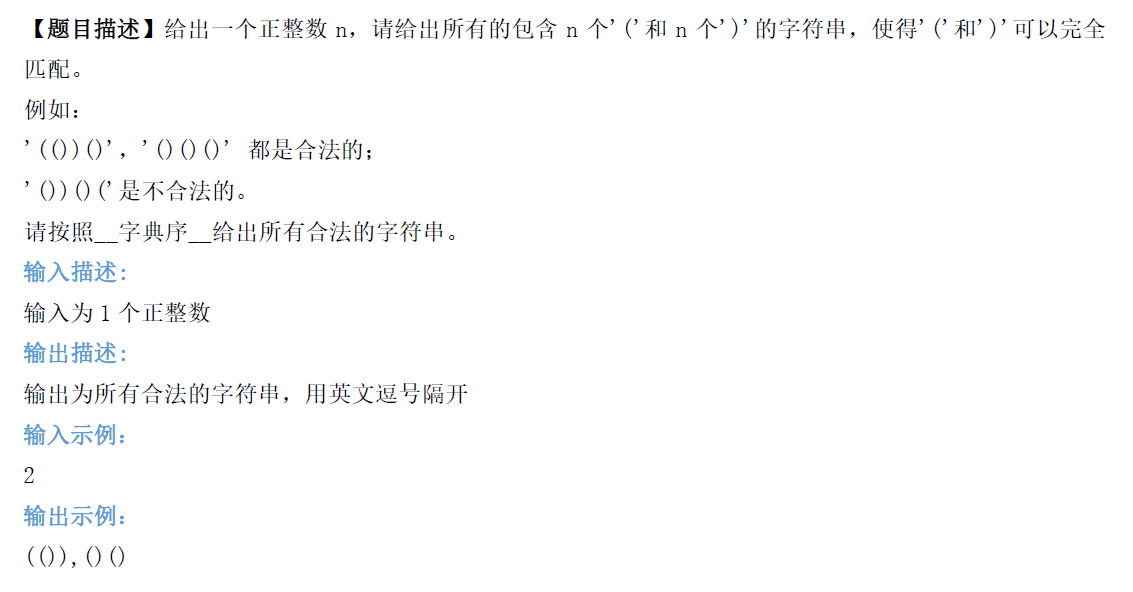 【题目描述】给出一个正整数 n，请给出所有的包含 n 个'('和 n 个')'的字符串，使得'('和')'可以完全
匹配。
例如：
'(())()'，'()()()' 都是合法的；
'())()('是不合法的。
请按照__字典序__给出所有合法的字符串。
输入描述：
输入为 1 个正整数
输出描述：
输出为所有合法的字符串，用英文逗号隔开
输入示例：
2
输出示例：
(()),()()